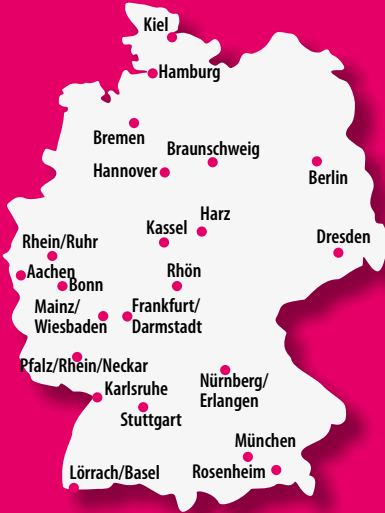 Kiel
Hamburg
Bremen
Braunschweig
Hannover
Berlin
Harz
Kassel
Rhein/Ruhr
Dresden
Aachen
Rhön
Bonn
Mainz/
Wiesbaden
Frankfurt/
Darmstadt
Pfalz/Rhein/Neckar
Karlsruhe
Nürnberg/
Erlangen
Stuttgart
München
Lörrach/Basel
Rosenheim